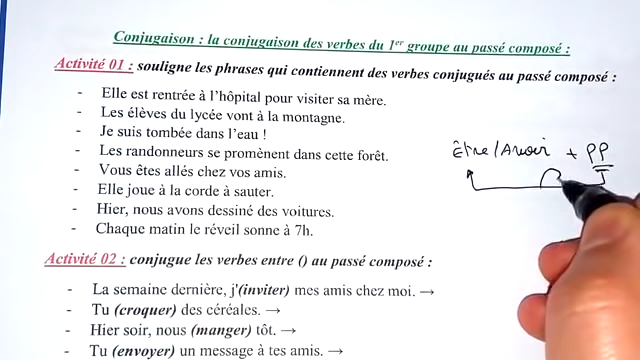 Conjugaison : la conjugaison des verbes du 1er groupe au passé composé :
Activité 01 : souligne les phrases qui contiennent des verbes conjugués au passé composé :
- Elle est rentrée à l'hôpital pour visiter sa mère.
- Les élèves du lycée vont à la montagne.
- Je suis tombée dans l'eau !
- Les randonneurs se promènent dans cette forêt.
- Vous êtes allés chez vos amis.
- Elle joue à la corde à sauter.
- Hier, nous avons dessiné des voitures.
- Chaque matin le réveil sonne à 7h.
Être/Avoir + PP
Activité 02 : conjugue les verbes entre () au passé composé :
- La semaine dernière, j'(inviter) mes amis chez moi. →
- Tu (croquer) des céréales. →
- Hier soir, nous (manger) tôt. →
- Tu (envoyer) un message à tes amis. →